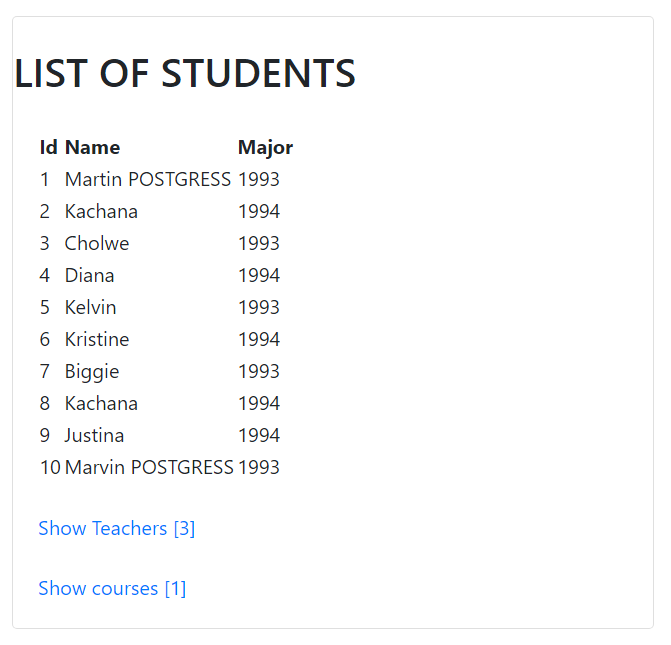 LIST OF STUDENTS
Id Name Major
1 Martin POSTGRESS 1993
2 Kachana 1994
3 Cholwe 1993
4 Diana 1994
5 Kelvin 1993
6 Kristine 1994
7 Biggie 1993
8 Kachana 1994
9 Justina 1994
10 Marvin POSTGRESS 1993
Show Teachers [3]
Show courses [1]